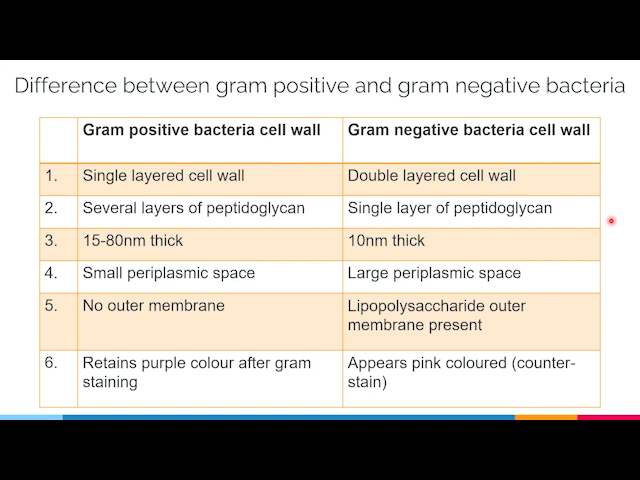 Difference between gram positive and gram negative bacteria
Gram positive bacteria cell wall Gram negative bacteria cell wall
1. Single layered cell wall Double layered cell wall
2. Several layers of peptidoglycan Single layer of peptidoglycan
3. 15-80nm thick 10nm thick
4. Small periplasmic space Large periplasmic space
5. No outer membrane Lipopolysaccharide outer
membrane present
6. Retains purple colour after gram Appears pink coloured (counter-
staining stain)